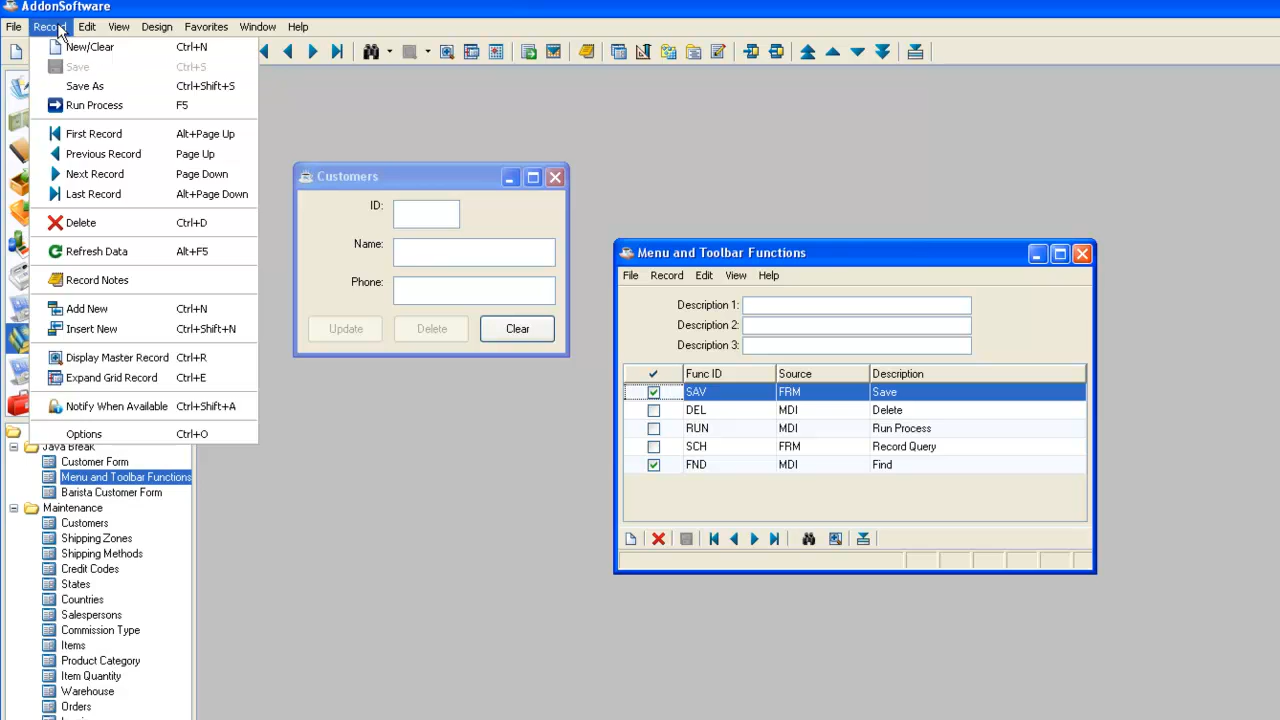 AddonSoftware
File Record Edit View Design Favorites Window Help
New/Clear Ctrl+N
Save Ctrl+S
Save As Ctrl+Shift+S
Run Process F5
First Record Alt+Page Up
Previous Record Page Up
Next Record Page Down
Last Record Alt+Page Down
Delete Ctrl+D
Refresh Data Alt+F5
Record Notes
Add New Ctrl+N
Insert New Ctrl+Shift+N
Display Master Record Ctrl+R
Expand Grid Record Ctrl+E
Notify When Available Ctrl+Shift+A
Options Ctrl+O
Java Break
Customer Form
Menu and Toolbar Functions
Barista Customer Form
Maintenance
Customers
Shipping Zones
Shipping Methods
Credit Codes
States
Countries
Salespersons
Commission Type
Items
Product Category
Item Quantity
Warehouse
Orders
Customers
ID:
Name:
Phone:
Update Delete Clear
Menu and Toolbar Functions
File Record Edit View Help
Description 1:
Description 2:
Description 3:
Func ID Source Description
SAV FRM Save
DEL MDI Delete
RUN MDI Run Process
SCH FRM Record Query
FND MDI Find